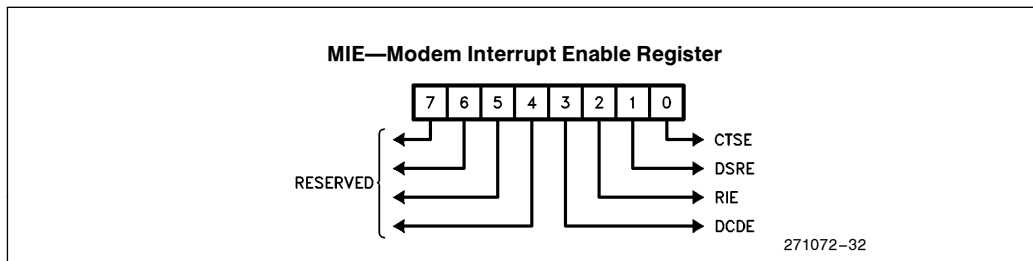 MIE—Modem Interrupt Enable Register
7 6 5 4 3 2 1 0
CTSE
DSRE
RESERVED
RIE
DCDE
271072–32